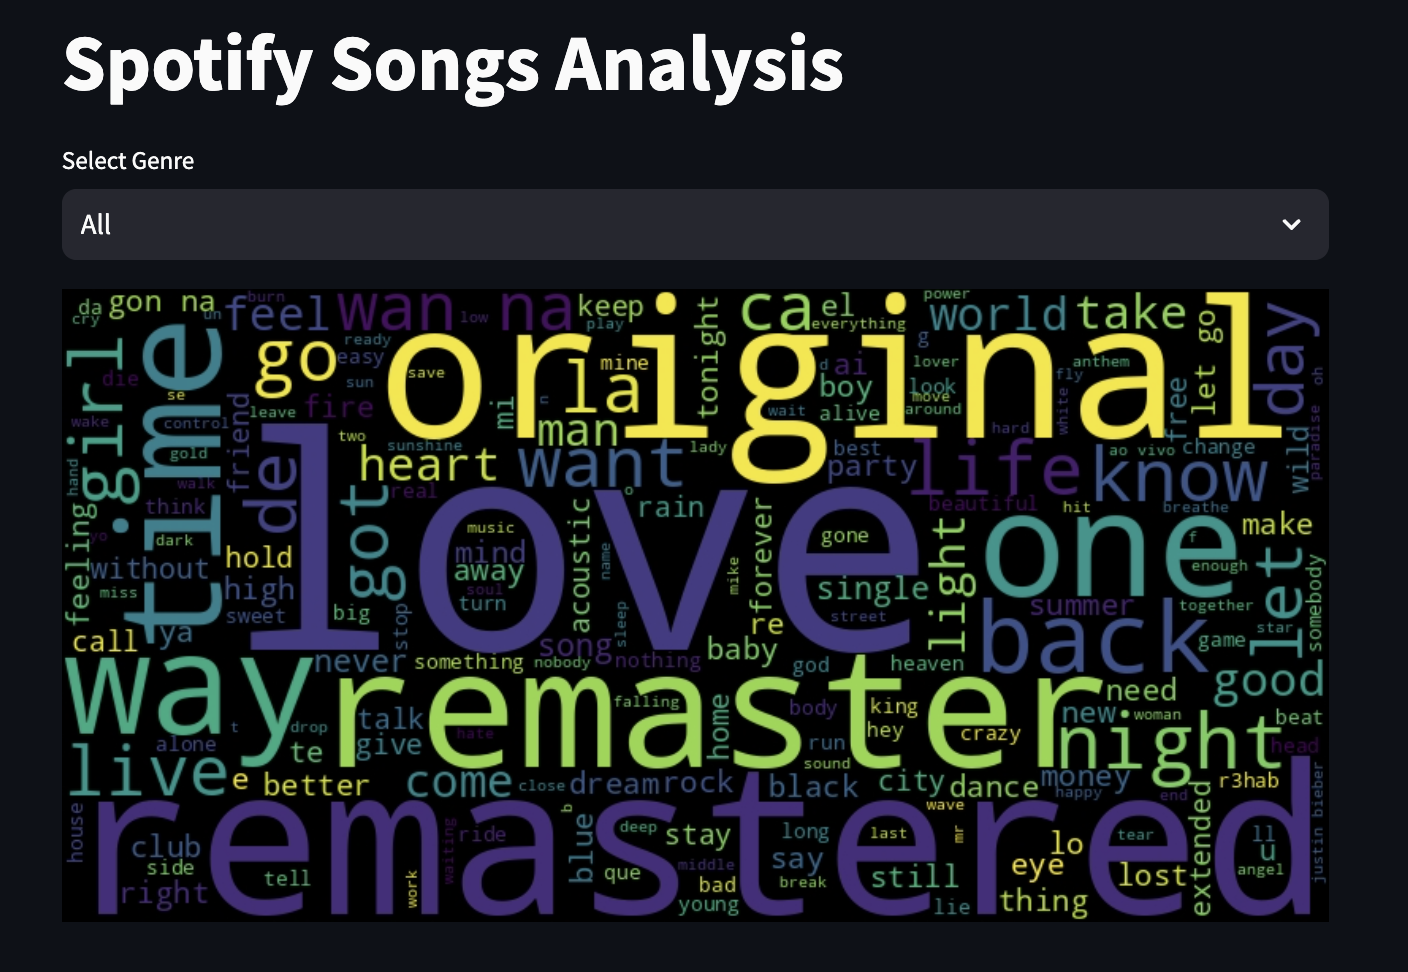 Spotify Songs Analysis
Select Genre
All
da
gon na
cry
un
burn
feel
wan na
low
keep
play
tonight
ca
el
everything
power
world
take
let go
day
girl
time
go
ready
easy
original
save
la
mine
d
ai
g
lover
anthem
fly
white
free
oh
die
se
sun
boy
look
move
around
wait
alive
hard
paradise
wake
control
friend
leave
fire
mi
man
two
sunshine
lady
best
party
life
ao vivo
change
know
wild
hand
gold
walk
de
heart
want
real
think
got
love
o
rain
beautiful
hit
breathe
make
feeling
yo
dark
music
mind
away
soul
turn
acoustic
name
mike
forever
gone
light
one
f
enough
let
somebody
without
miss
hold
high
sweet
big
stop
sleep
single
street
re
summer
together
star
call
ya
song
baby
back
game
way
never
something
nobody
nothing
god
heaven
good
remaster
falling
home
body
king
hey
crazy
need
new
woman
beat
night
head
t
drop
talk
give
hate
alone
te
run
sound
live
e
better
come
close
dream
rock
black
city
dance
money
happy
end
r3hab
house
remastered
b
wave
extended
justin bieber
club
side
right
tell
work
waiting
ride
blue
deep
stay
middle
que
bad
young
long
say
break
last
mr
still
lie
lo
eye
thing
tear
lost
ll
u
angel